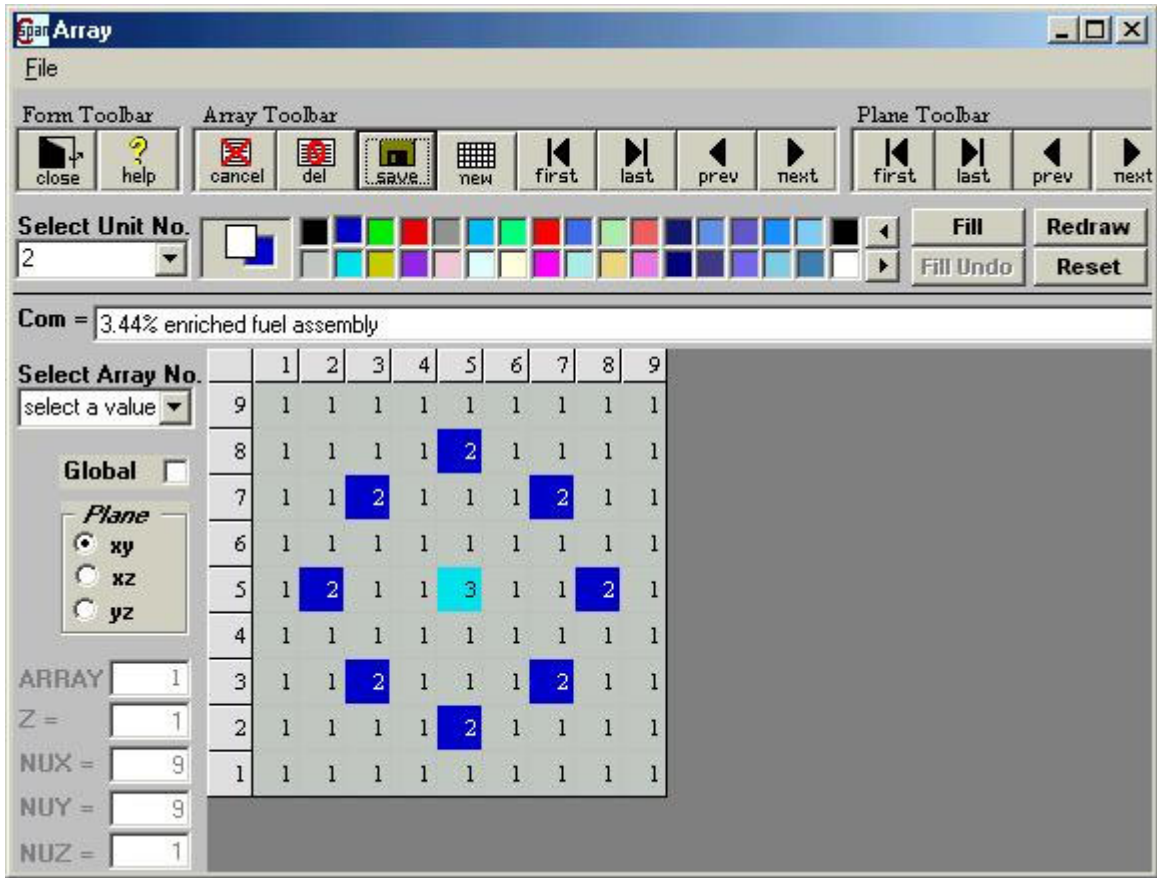 Span Array
File
Form Toolbar Array Toolbar Plane Toolbar
close help cancel del save new first last prev next first last prev next
Select Unit No. Fill Redraw
2 Fill Undo Reset
Com = 3.44% enriched fuel assembly
Select Array No. 1 2 3 4 5 6 7 8 9
select a value 9 1 1 1 1 1 1 1 1 1
8 1 1 1 1 2 1 1 1 1
Global
7 1 1 2 1 1 1 2 1 1
Plane
xy 6 1 1 1 1 1 1 1 1 1
xz 5 1 2 1 1 3 1 1 2 1
yz
4 1 1 1 1 1 1 1 1 1
ARRAY 1 3 1 1 2 1 1 1 2 1 1
Z = 1 2 1 1 1 1 2 1 1 1 1
NUX = 9 1 1 1 1 1 1 1 1 1 1
NUY = 9
NUZ = 1